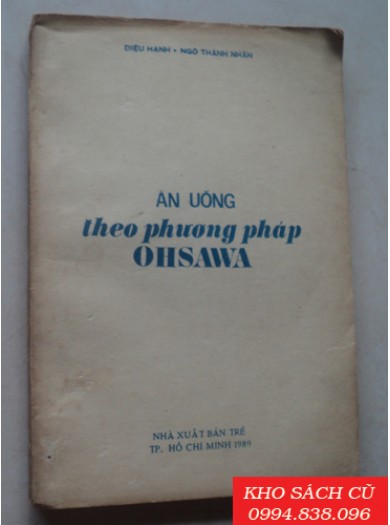 DIỆU HẠNH • NGÔ THÀNH NHÂN
ĂN UỐNG
theo phương pháp
OHSAWA
NHÀ XUẤT BẢN TRẺ
TP. HỒ CHÍ MINH 1989
KHO SÁCH CŨ
0994.838.096